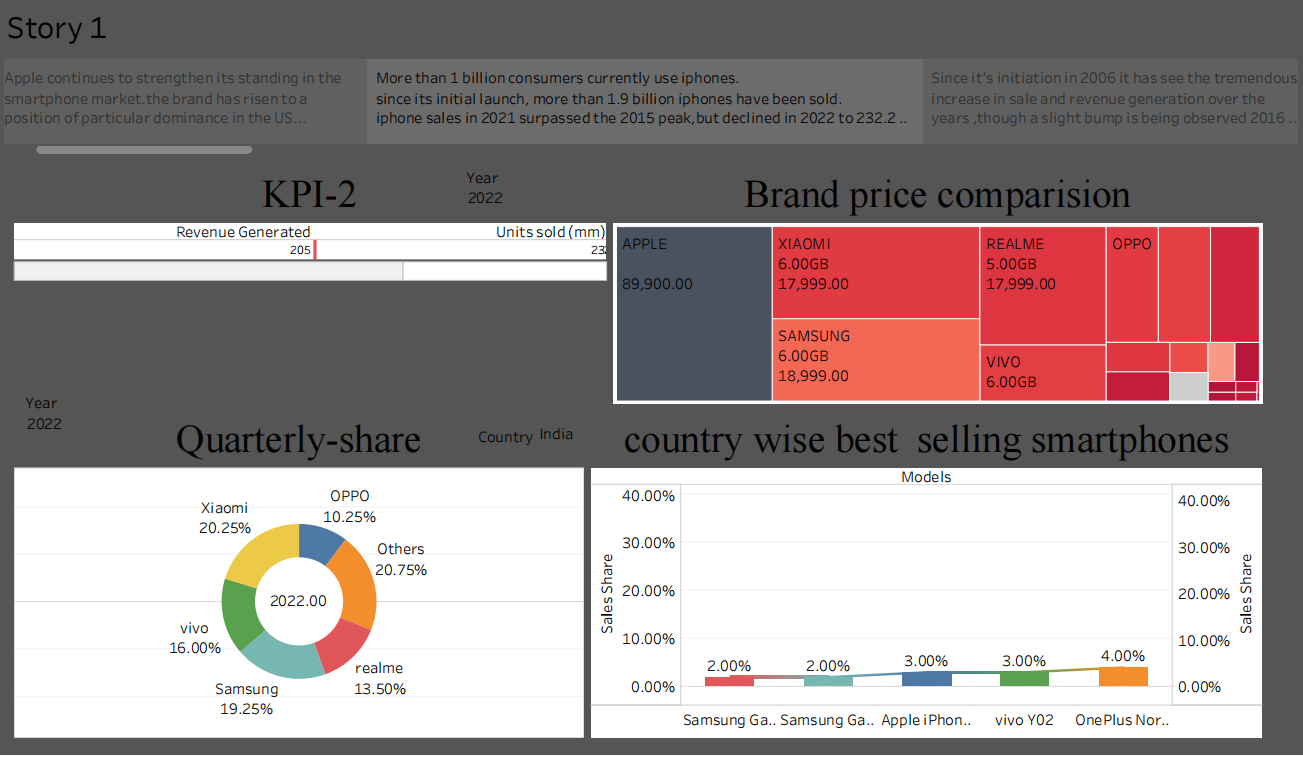 Story 1
Apple continues to strengthen its standing in the
smartphone market.the brand has risen to a
position of particular dominance in the US...
More than 1 billion consumers currently use iphones.
since its initial launch, more than 1.9 billion iphones have been sold.
iphone sales in 2021 surpassed the 2015 peak,but declined in 2022 to 232.2 ..
Since it's initiation in 2006 it has see the tremendous
increase in sale and revenue generation over the
years ,though a slight bump is being observed 2016 ..
KPI-2
Year
2022
Revenue Generated
Units sold (mm)
205
23
Brand price comparision
APPLE
89,900.00
XIAOMI
6.00GB
17,999.00
SAMSUNG
6.00GB
18,999.00
REALME
5.00GB
17,999.00
VIVO
6.00GB
OPPO
Year
2022
Quarterly-share
Country India
OPPO
10.25%
Others
20.75%
realme
13.50%
Samsung
19.25%
vivo
16.00%
Xiaomi
20.25%
2022.00
country wise best selling smartphones
Models
Sales Share
40.00%
30.00%
20.00%
10.00%
0.00%
2.00%
2.00%
3.00%
3.00%
4.00%
Samsung Ga..
Samsung Ga..
Apple iPhon..
vivo Y02
OnePlus Nor..
40.00%
30.00%
20.00%
10.00%
0.00%
Sales Share